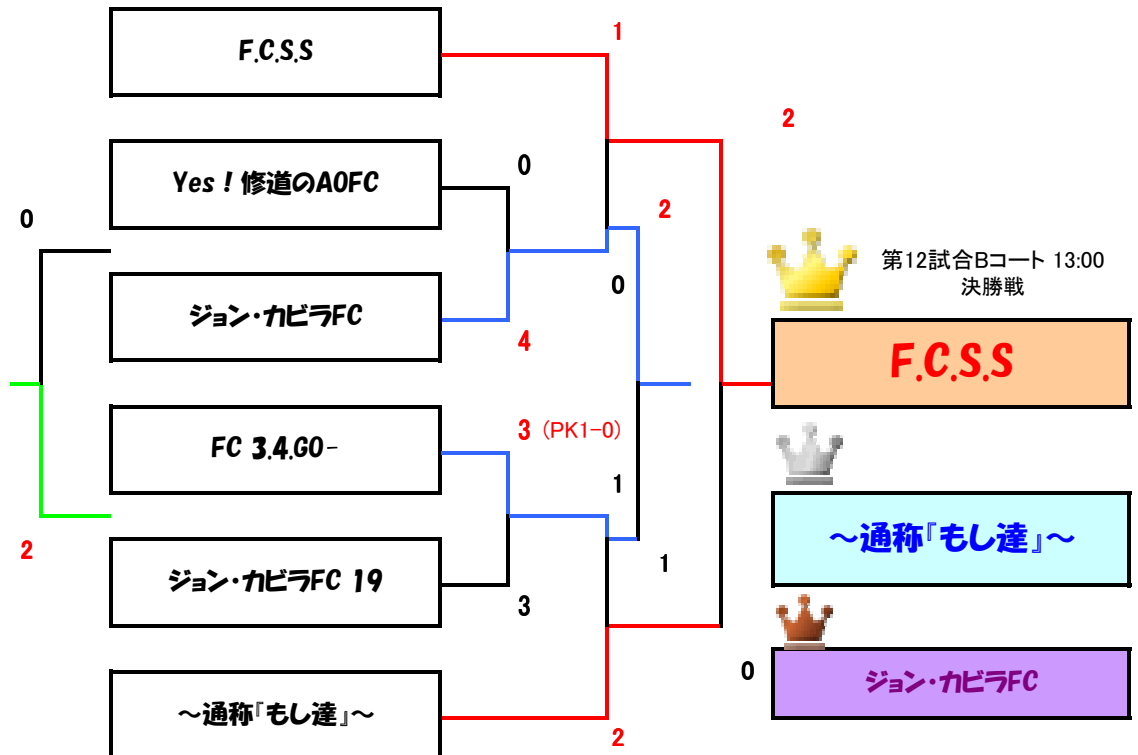 F.C.S.S
1
2
Yes！修道のAOFC
0
0
2
第12試合Bコート 13:00
決勝戦
ジョン・カビラFC
0
4
F.C.S.S
FC 3.4.GO-
3 (PK1-0)
1
～通称『もし達』～
2
ジョン・カビラFC 19
3
1
～通称『もし達』～
2
0
ジョン・カビラFC